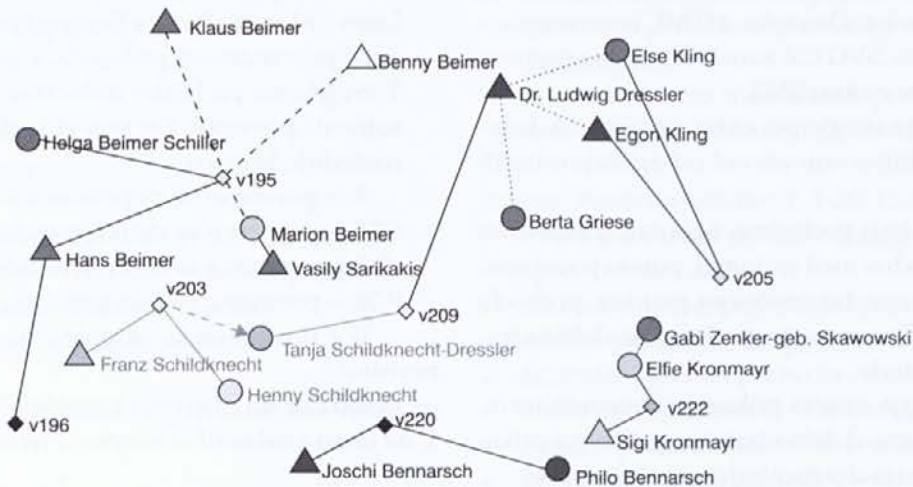 Klaus Beimer
Benny Beimer
Else Kling
Dr. Ludwig Dressler
Egon Kling
Helga Beimer Schiller
v195
Berta Griese
Marion Beimer
Hans Beimer
Vasily Sarikakis
v205
v203
v209
Gabi Zenker-geb. Skawowski
Tanja Schildknecht-Dressler
Franz Schildknecht
Elfie Kronmayr
Henny Schildknecht
v222
v196
v220
Sigi Kronmayr
Joschi Bennarsch
Philo Bennarsch